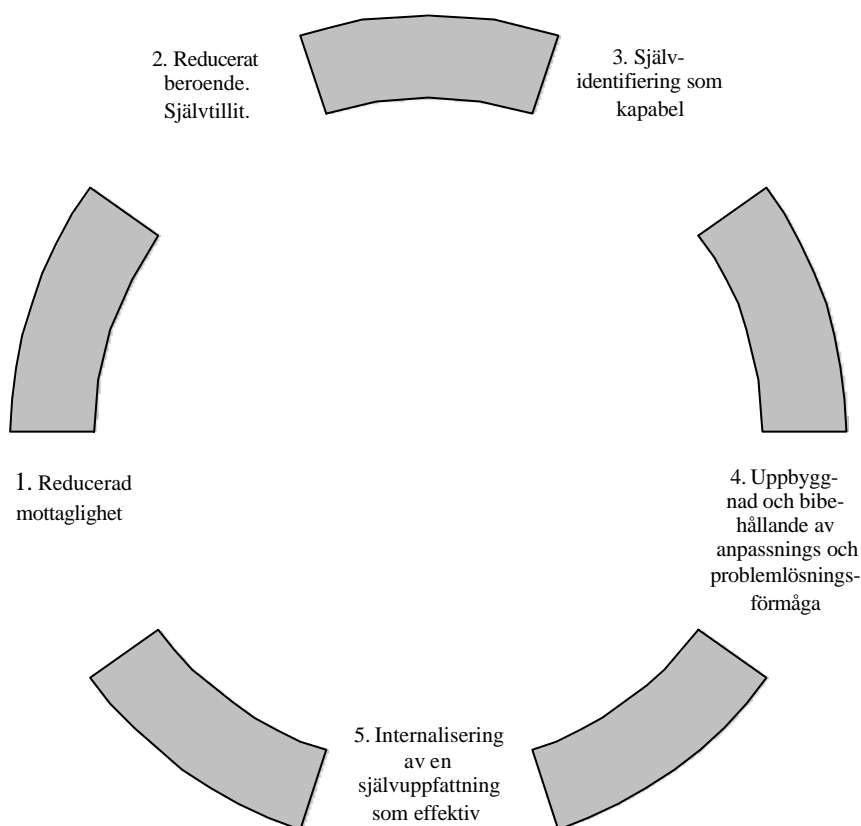 1. Reducerad
mottaglighet
2. Reducerat
beroende.
Självtillit.
3. Själv-
identifiering som
kapabel
4. Uppbygg-
nad och bibe-
hållande av
anpassnings och
problemlösnings-
förmåga
5. Internalisering
av en
självuppfattning
som effektiv